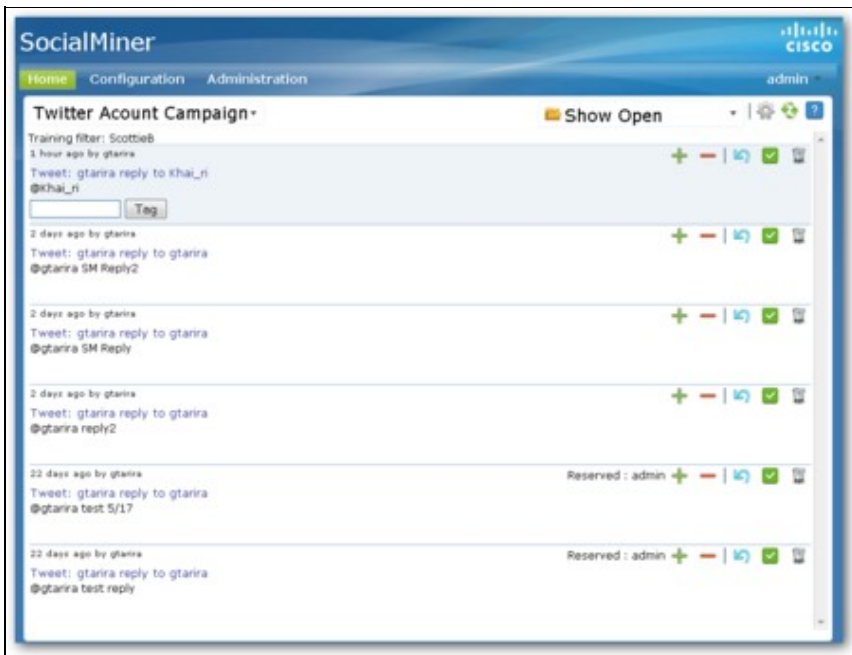 SocialMiner
cisco
Home Configuration Administration admin
Twitter Acount Campaign Show Open
Training filter: ScottieB
1 hour ago by gtarira
Tweet: gtarira reply to Khai_ri
@Khai_ri
Tag
2 days ago by gtarira
Tweet: gtarira reply to gtarira
@gtarira SM Reply2
2 days ago by gtarira
Tweet: gtarira reply to gtarira
@gtarira SM Reply
2 days ago by gtarira
Tweet: gtarira reply to gtarira
@gtarira reply2
22 days ago by gtarira Reserved : admin
Tweet: gtarira reply to gtarira
@gtarira test 5/17
22 days ago by gtarira Reserved : admin
Tweet: gtarira reply to gtarira
@gtarira test reply